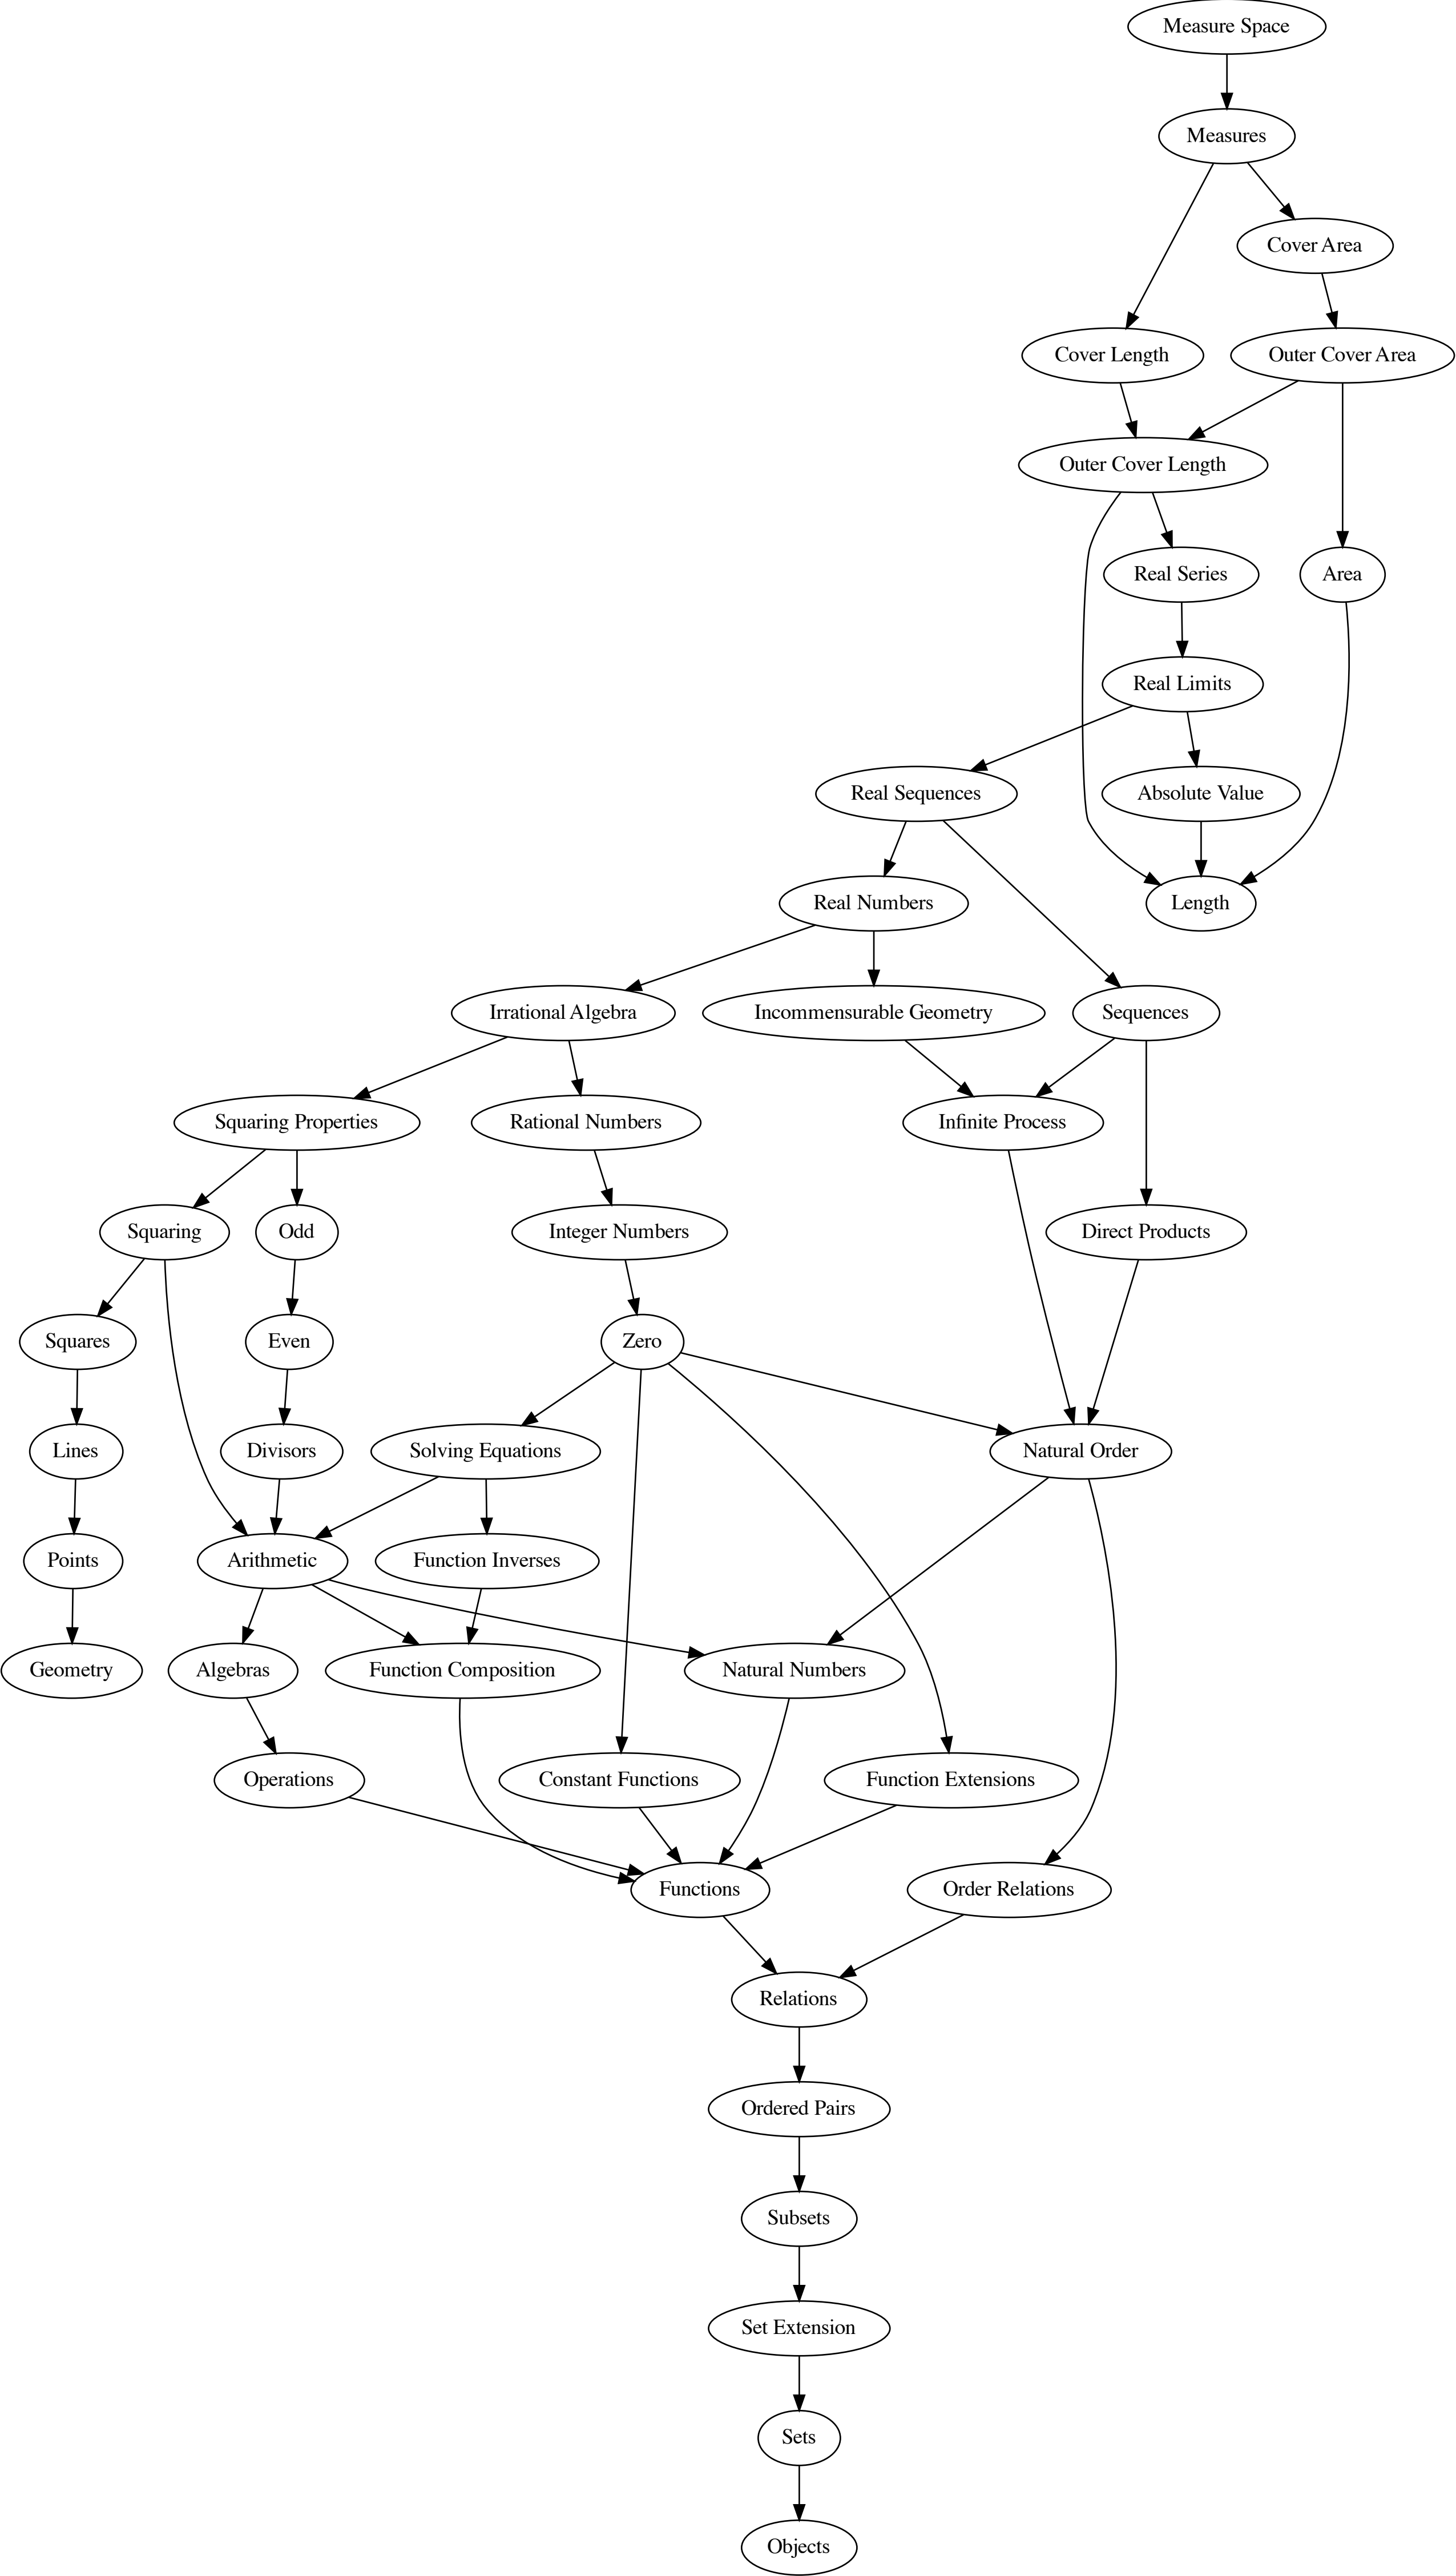 Measure Space
Measures
Cover Area
Cover Length
Outer Cover Area
Outer Cover Length
Real Series
Area
Real Limits
Real Sequences
Absolute Value
Real Numbers
Length
Irrational Algebra
Incommensurable Geometry
Sequences
Squaring Properties
Rational Numbers
Infinite Process
Squaring
Odd
Integer Numbers
Direct Products
Squares
Even
Zero
Lines
Divisors
Solving Equations
Natural Order
Points
Arithmetic
Function Inverses
Geometry
Algebras
Function Composition
Natural Numbers
Operations
Constant Functions
Function Extensions
Functions
Order Relations
Relations
Ordered Pairs
Subsets
Set Extension
Sets
Objects